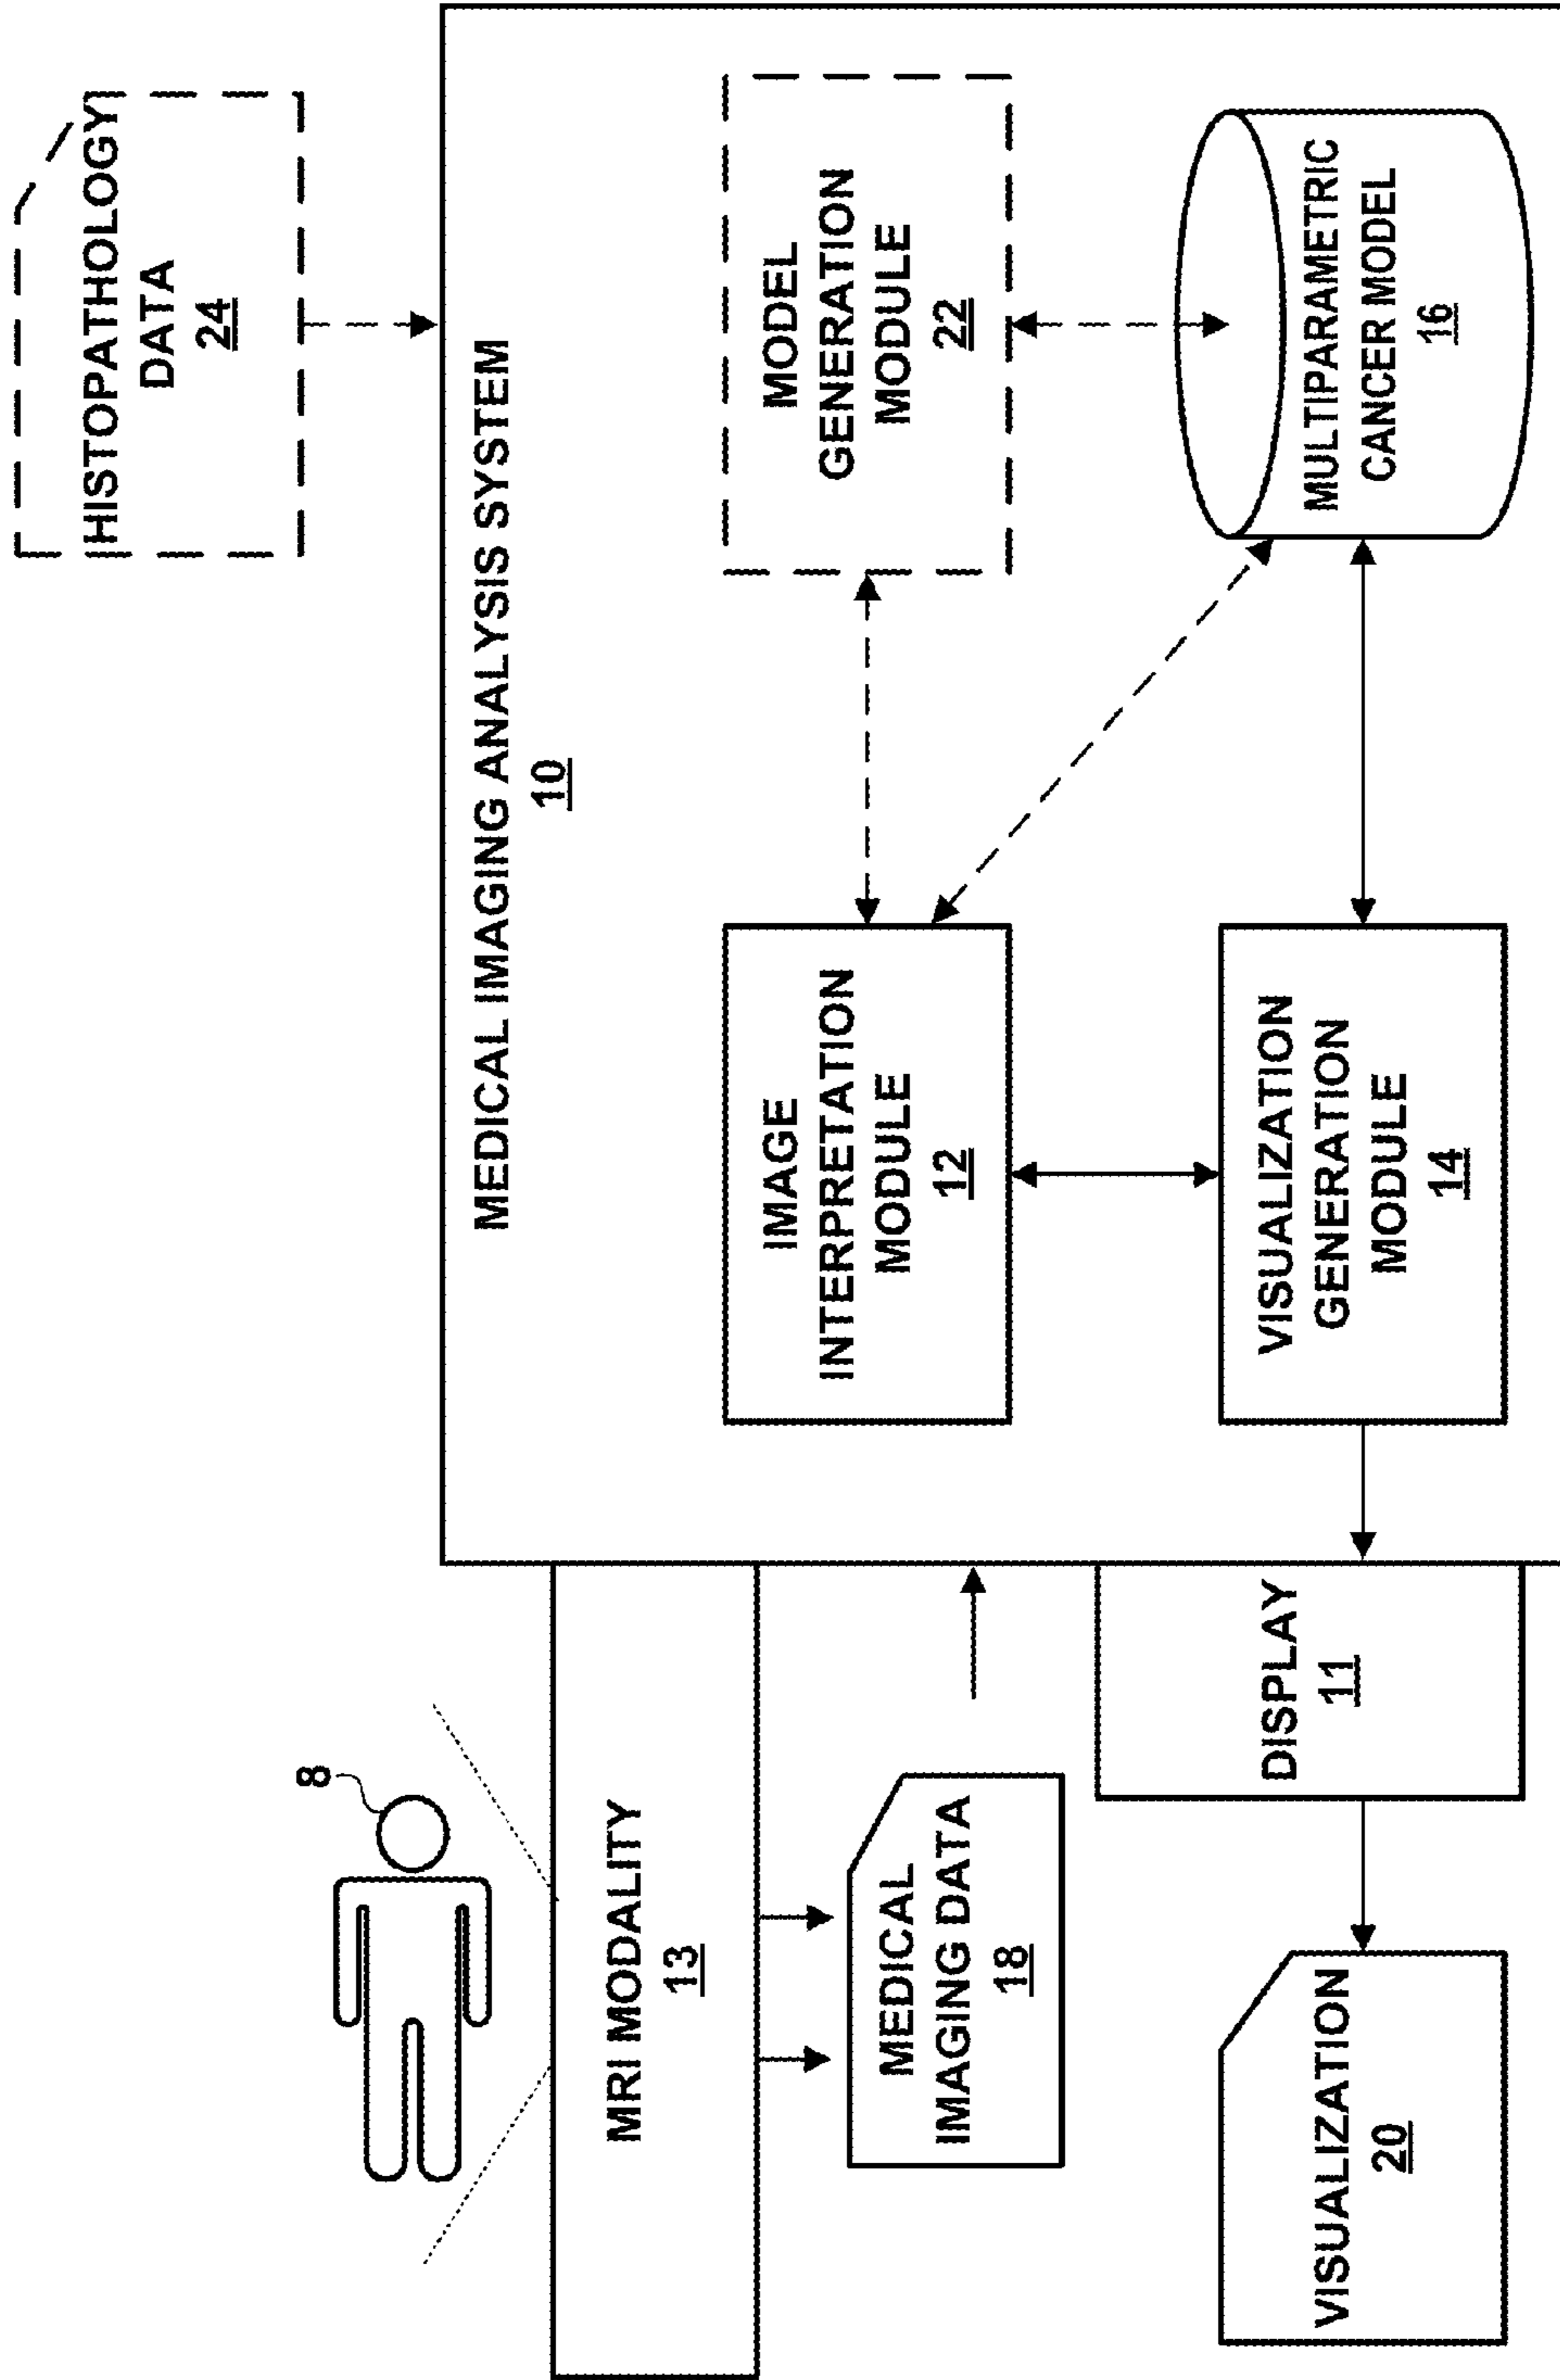 HISTOPATHOLOGY
DATA
24
MEDICAL IMAGING ANALYSIS SYSTEM
10
8
MRI MODALITY
13
IMAGE
INTERPRETATION
MODULE
12
MODEL
GENERATION
MODULE
22
MEDICAL
IMAGING DATA
18
VISUALIZATION
20
DISPLAY
11
VISUALIZATION
GENERATION
MODULE
14
MULTIPARAMETRIC
CANCER MODEL
16